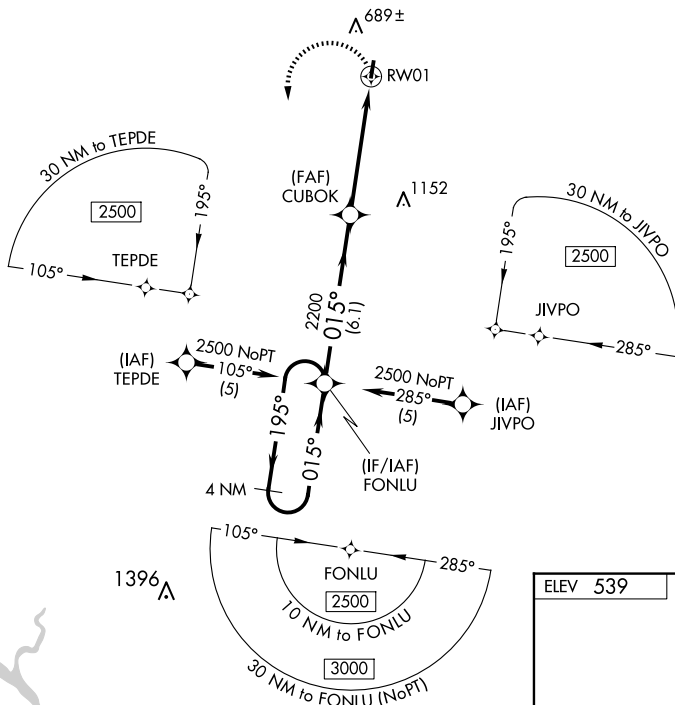 689±
RW01
30 NM to TEPDE
2500
195°
105°
TEPDE
(FAF)
CUBOK
1152
30 NM to JIVPO
195°
2500
JIVPO
285°
2200
015°
(6.1)
(IAF)
TEPDE
2500 NoPT
105°
(5)
2500 NoPT
285°
(5)
(IAF)
JIVPO
195°
015°
(IF/IAF)
FONLU
4 NM
105°
285°
FONLU
2500
10 NM to FONLU
3000
30 NM to FONLU (NoPT)
1396
ELEV 539